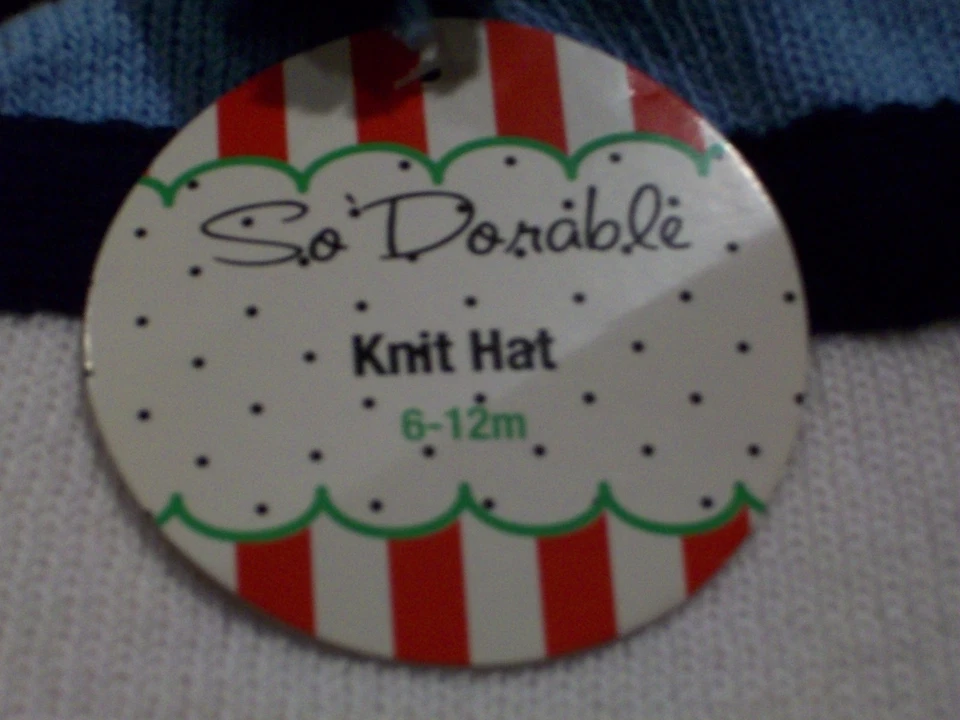 So'Dorable
Knit Hat
6-12m